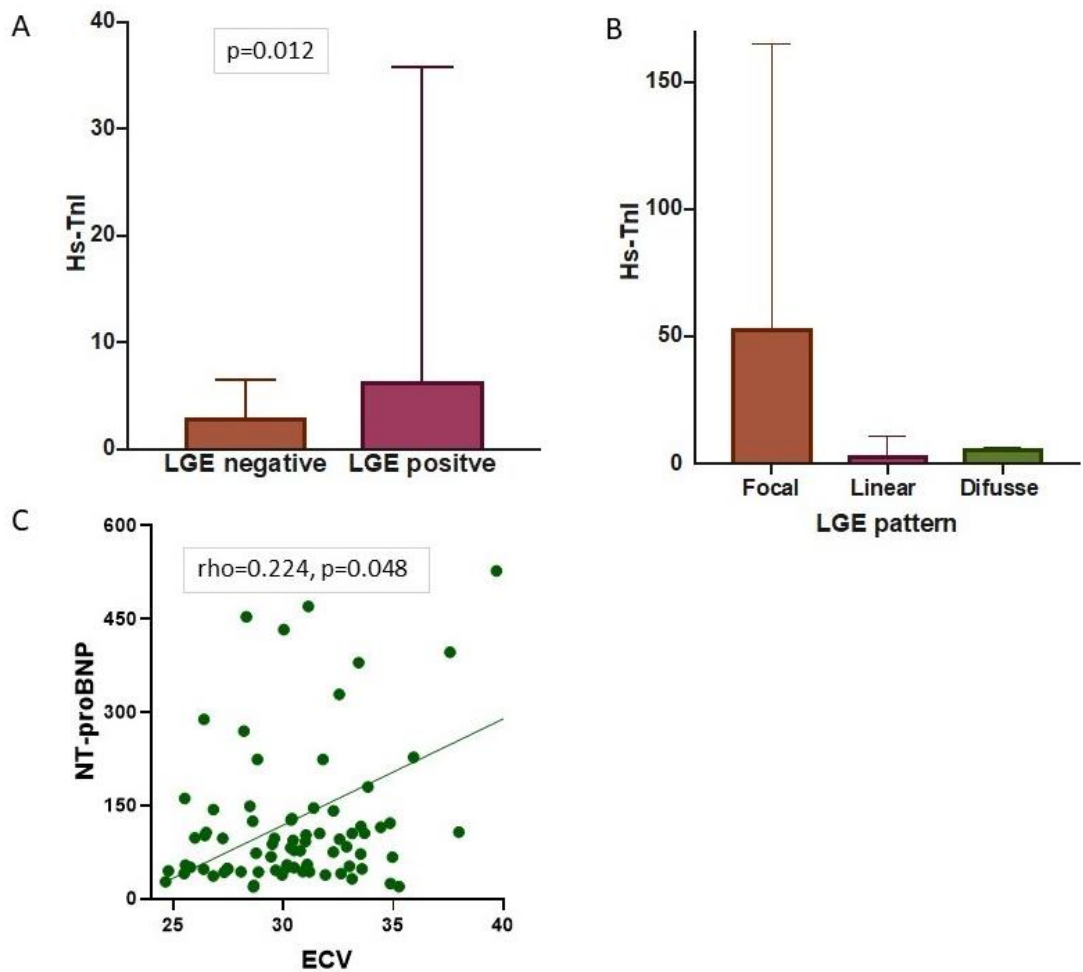 A
40
30
20
10
0
Hs-TnI
p=0.012
LGE negative
LGE positve
B
150
100
50
0
Hs-TnI
Focal
Linear
Difusse
LGE pattern
C
600
450
300
150
0
NT-proBNP
rho=0.224, p=0.048
25
30
35
40
ECV